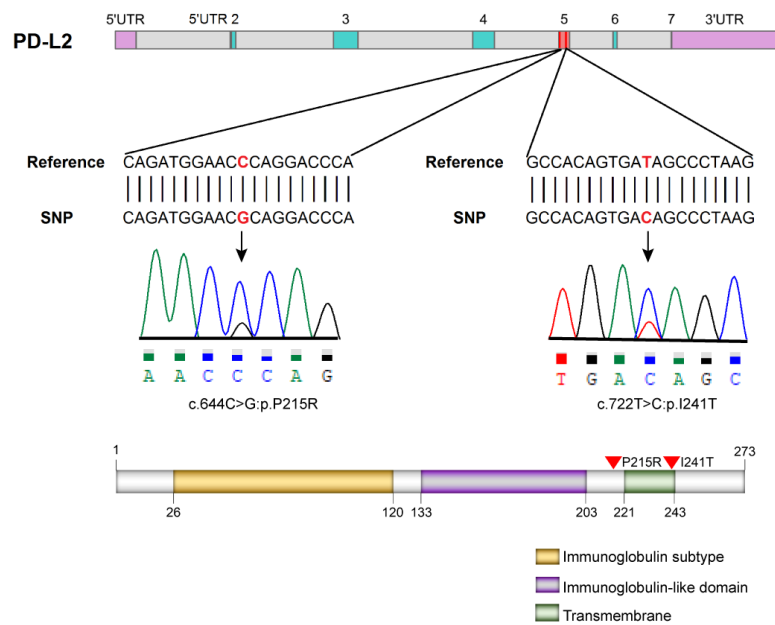 5'UTR 5'UTR 2 3 4 5 6 7 3'UTR
PD-L2
Reference CAGATGGAACCCAGGACCCA
SNP CAGATGGAACGCAGGACCCA
A A C C C A G
c.644C>G:p.P215R
Reference GCCACAGTGATAGCCCTAAG
SNP GCCACAGTGACAGCCCTAAG
T G A C A G C
c.722T>C:p.I241T
1 P215R I241T 273
26 120 133 203 221 243
Immunoglobulin subtype
Immunoglobulin-like domain
Transmembrane